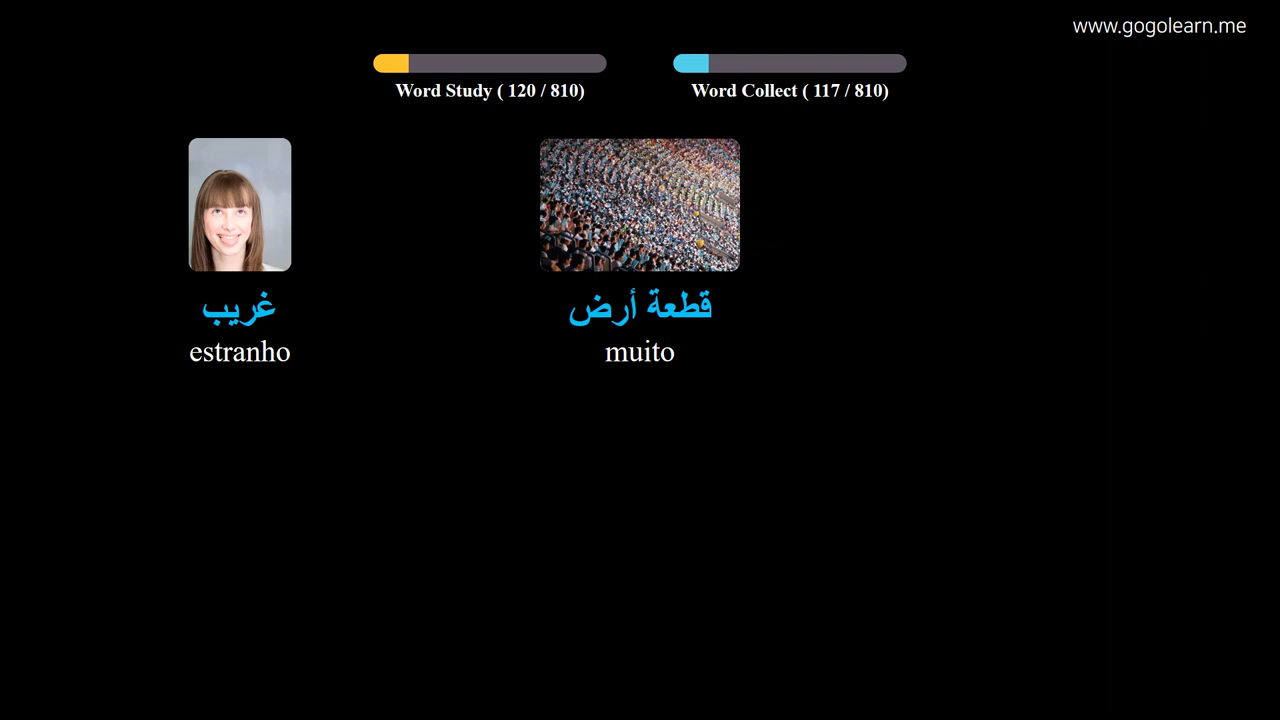 www.gogolearn.me
Word Study ( 120 / 810)
Word Collect ( 117 / 810)
غريب
estranho
قطعة أرض
muito